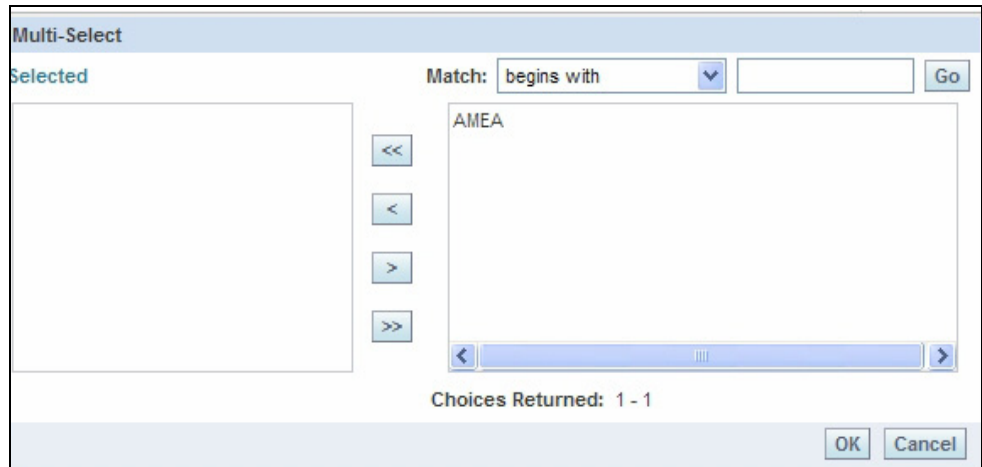 Multi-Select
Selected
Match: begins with Go
AMEA
<<
<
>
>>
Choices Returned: 1 - 1
OK Cancel